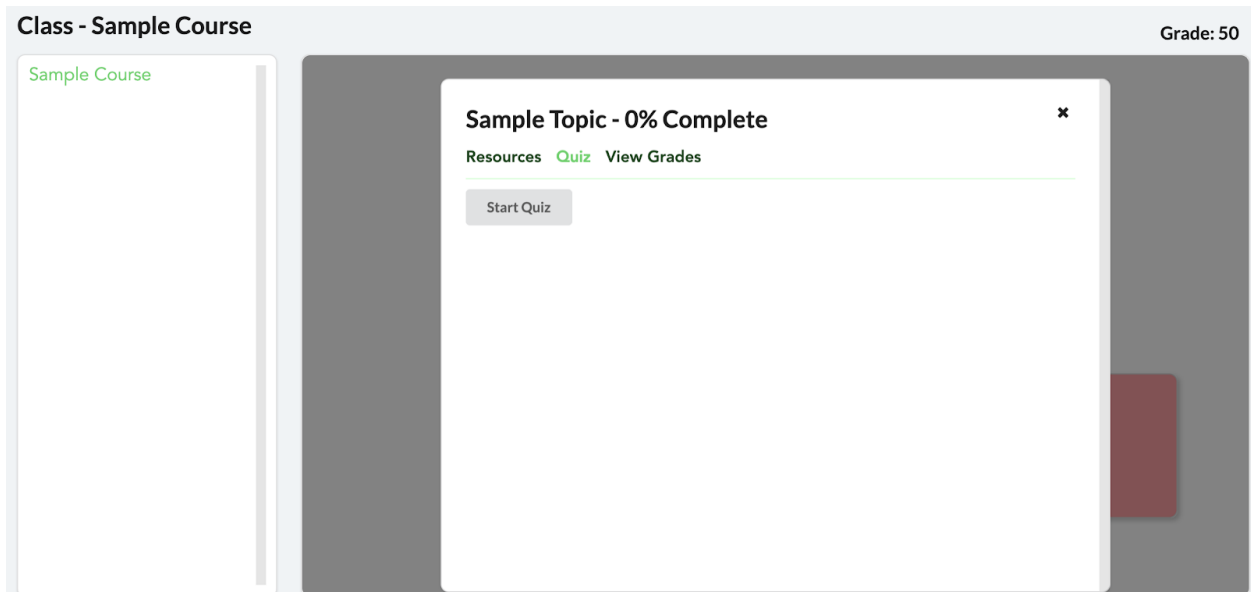 Class - Sample Course
Grade: 50
Sample Course
Sample Topic - 0% Complete
✖
Resources Quiz View Grades
Start Quiz